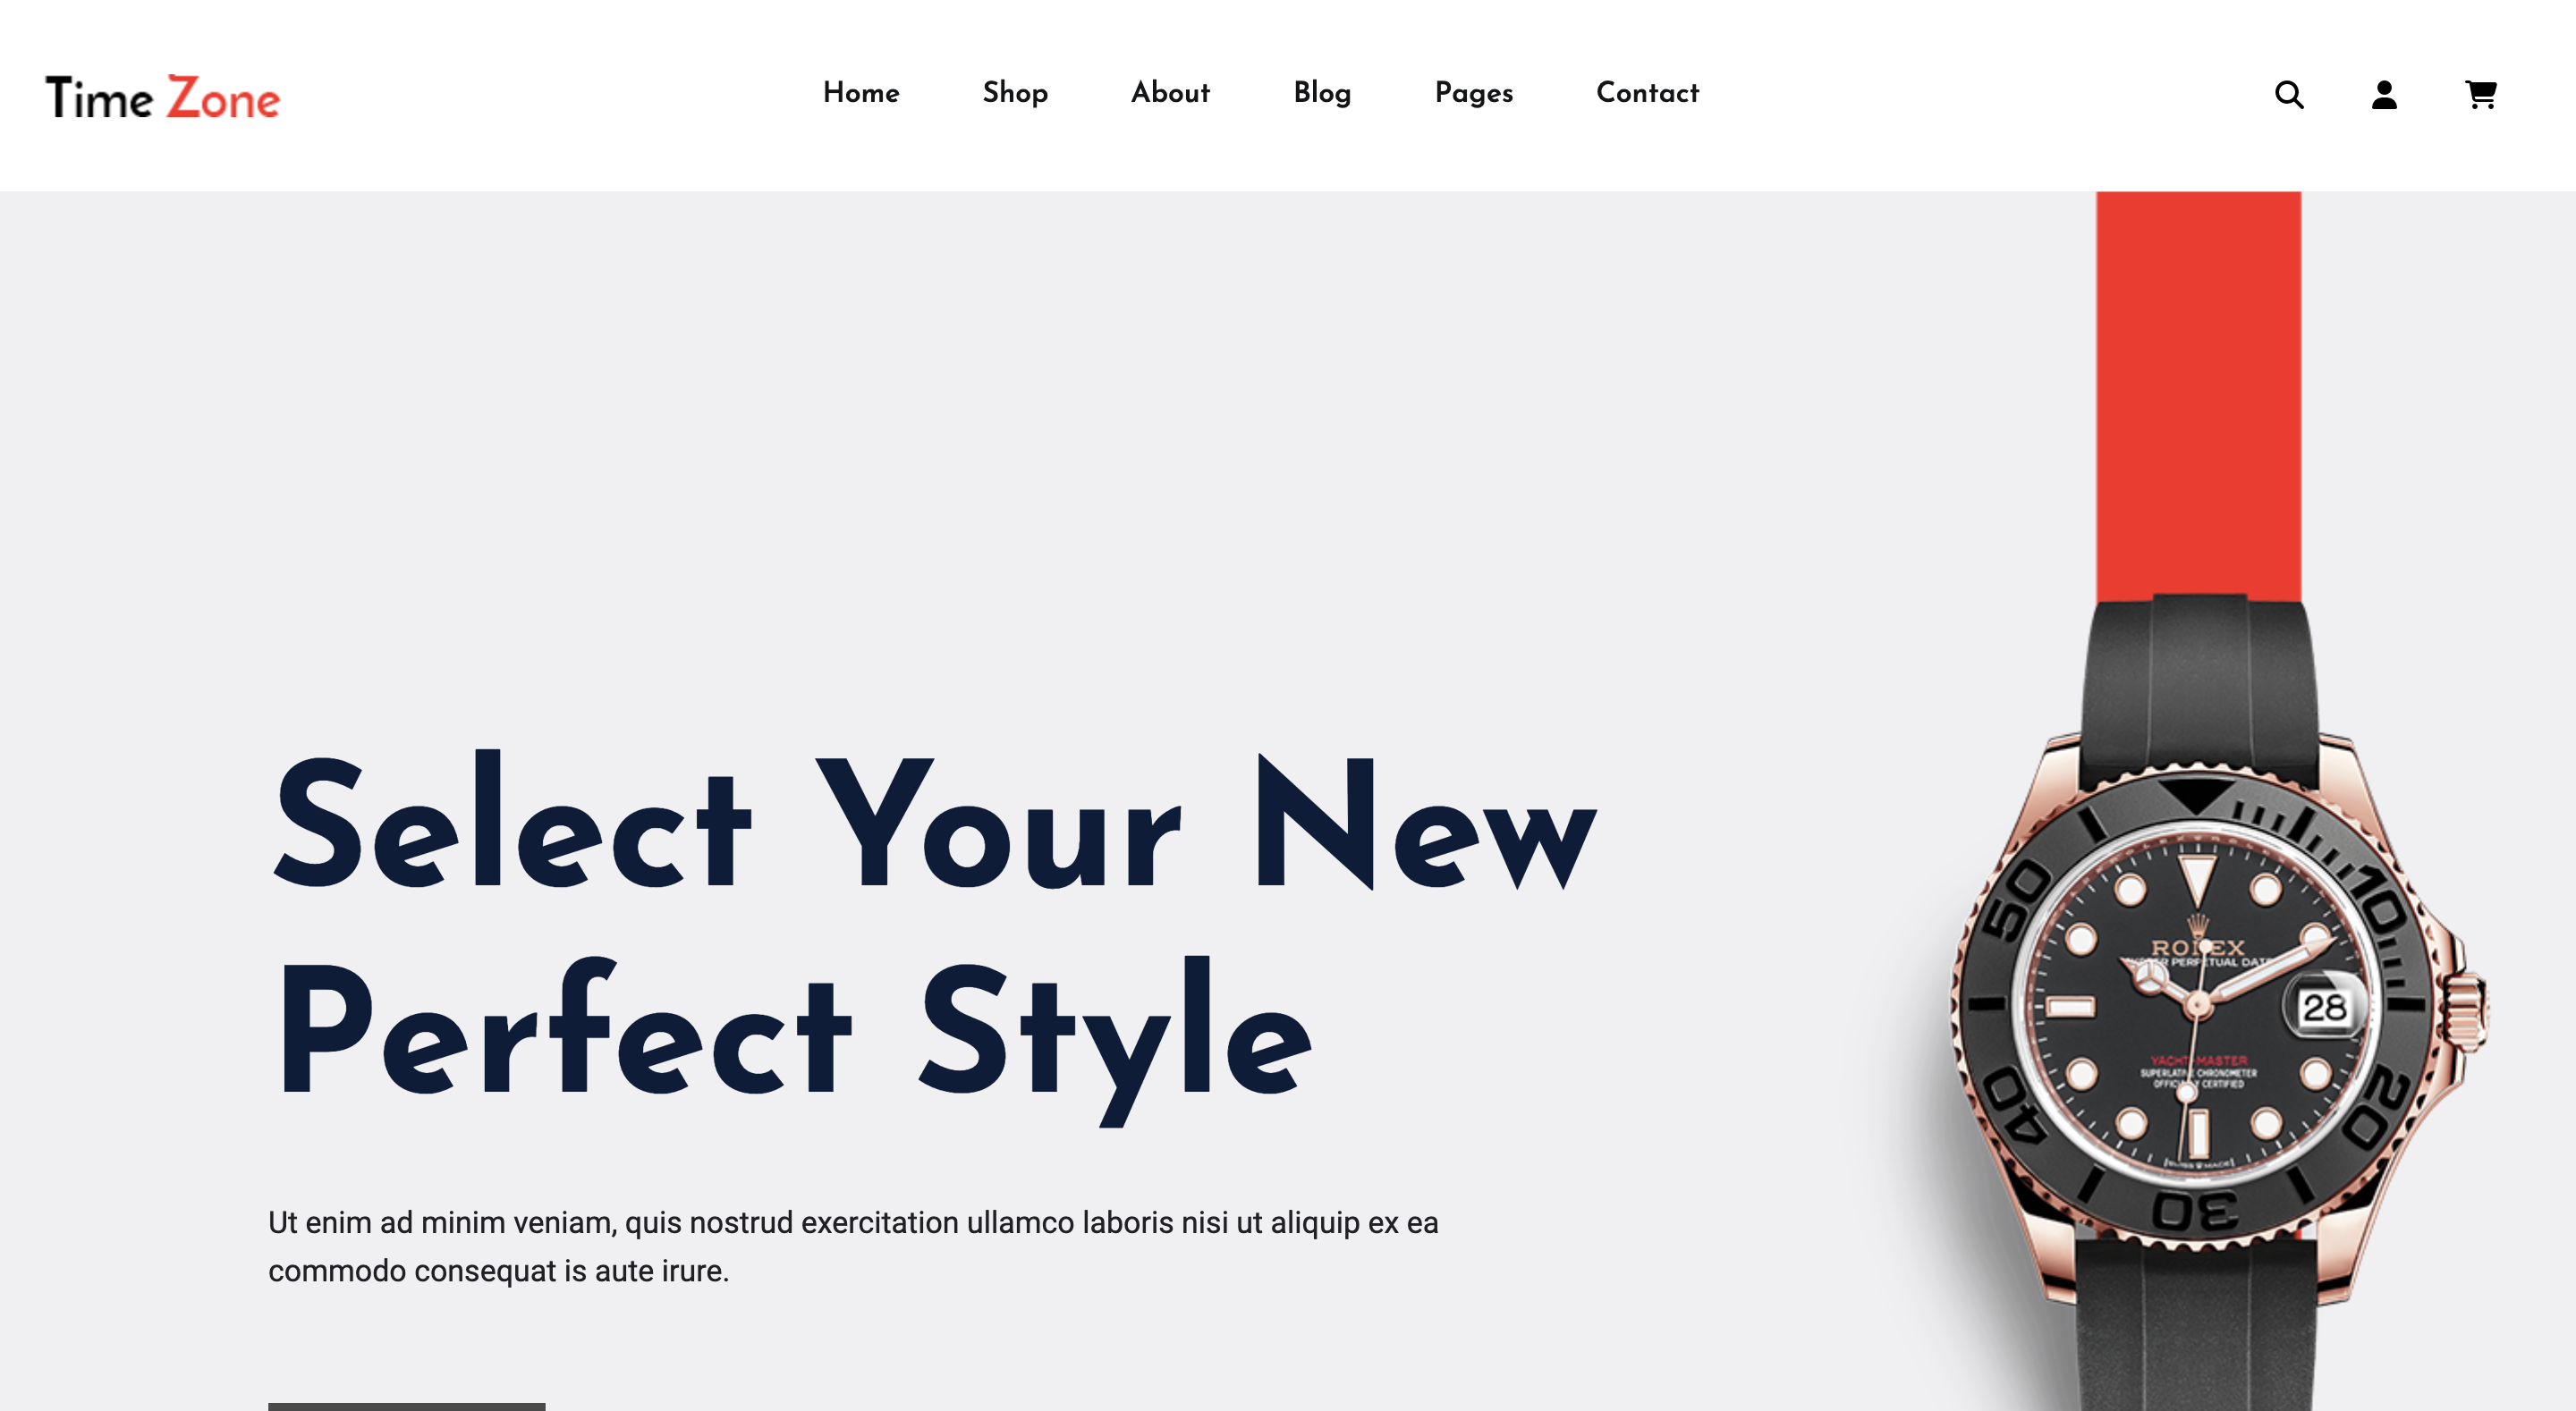 Time Zone
Home
Shop
About
Blog
Pages
Contact
Select Your New
Perfect Style
Ut enim ad minim veniam, quis nostrud exercitation ullamco laboris nisi ut aliquip ex ea
commodo consequat is aute irure.
50
10
ROLEX
PERPETUAL DATE
28
YACHT-MASTER
SUPERLATIVE CHRONOMETER
OFFICIALLY CERTIFIED
40
20
SWISS MADE
30